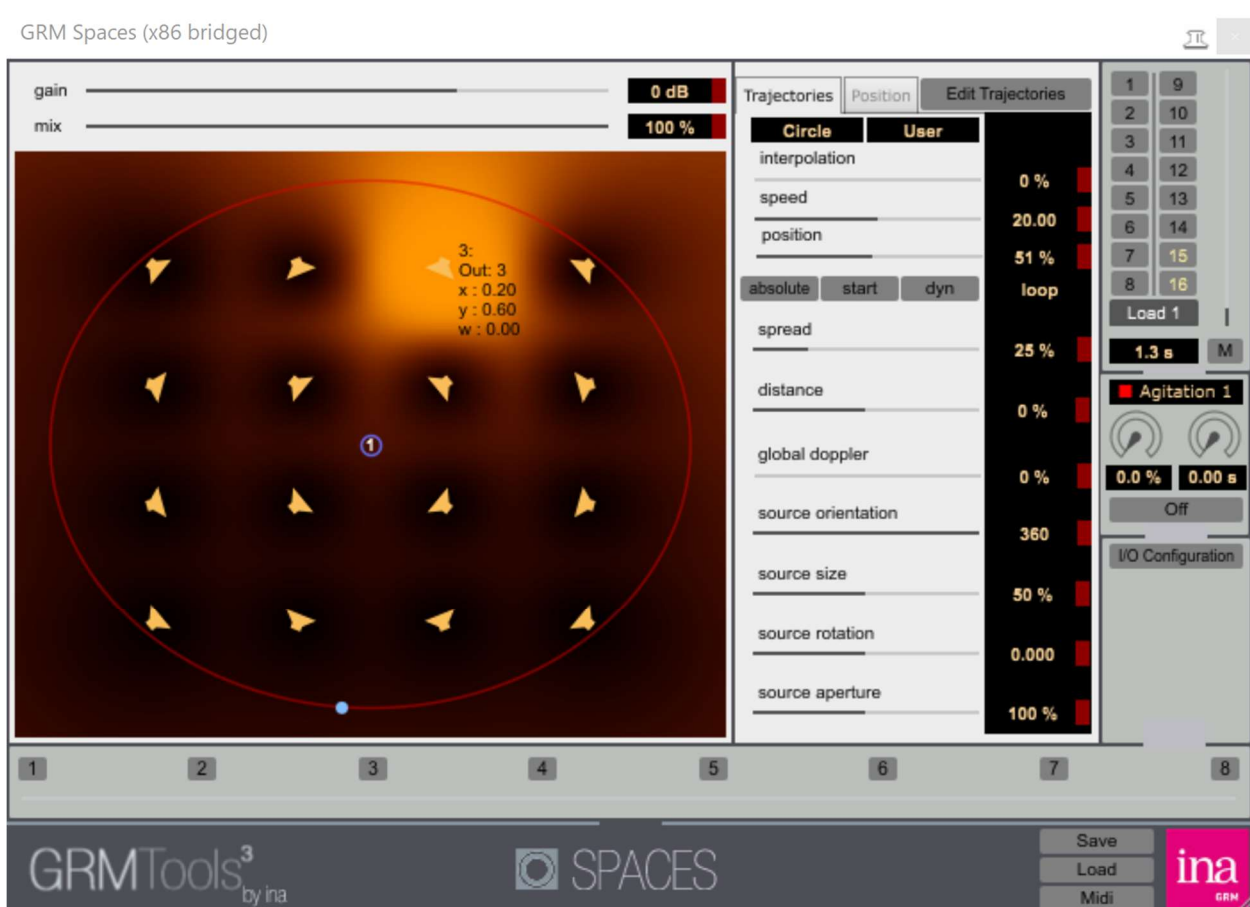 GRM Spaces (x86 bridged)
gain
0 dB
mix
100 %
3:
Out: 3
x : 0.20
y : 0.60
w : 0.00
1
Trajectories
Position
Edit Trajectories
Circle
User
interpolation
0 %
speed
20.00
position
51 %
absolute
start
dyn
loop
spread
25 %
distance
0 %
global doppler
0 %
source orientation
360
source size
50 %
source rotation
0.000
source aperture
100 %
1 9
2 10
3 11
4 12
5 13
6 14
7 15
8 16
Load 1
1.3 s
M
Agitation 1
0.0 %
0.00 s
Off
I/O Configuration
1 2 3 4 5 6 7 8
GRMTools3
by ina
SPACES
Save
Load
Midi
ina
GRM